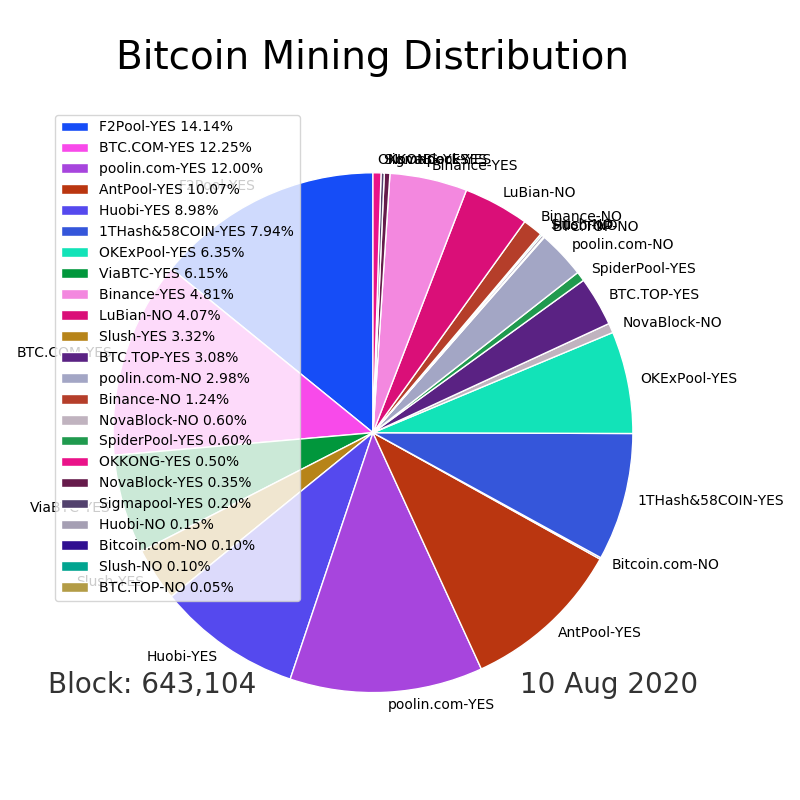 Bitcoin Mining Distribution
F2Pool-YES 14.14%
BTC.COM-YES 12.25%
poolin.com-YES 12.00%
AntPool-YES 10.07%
Huobi-YES 8.98%
1THash&58COIN-YES 7.94%
OKExPool-YES 6.35%
ViaBTC-YES 6.15%
Binance-YES 4.81%
LuBian-NO 4.07%
Slush-YES 3.32%
BTC.TOP-YES 3.08%
poolin.com-NO 2.98%
Binance-NO 1.24%
NovaBlock-NO 0.60%
SpiderPool-YES 0.60%
OKKONG-YES 0.50%
NovaBlock-YES 0.35%
Sigmapool-YES 0.20%
Huobi-NO 0.15%
Bitcoin.com-NO 0.10%
Slush-NO 0.10%
BTC.TOP-NO 0.05%
Binance-YES
LuBian-NO
Binance-NO
poolin.com-NO
SpiderPool-YES
BTC.TOP-YES
NovaBlock-NO
OKExPool-YES
1THash&58COIN-YES
Bitcoin.com-NO
AntPool-YES
poolin.com-YES
Huobi-YES
Slush-YES
ViaBTC-YES
BTC.COM-YES
F2Pool-YES
Block: 643,104
10 Aug 2020